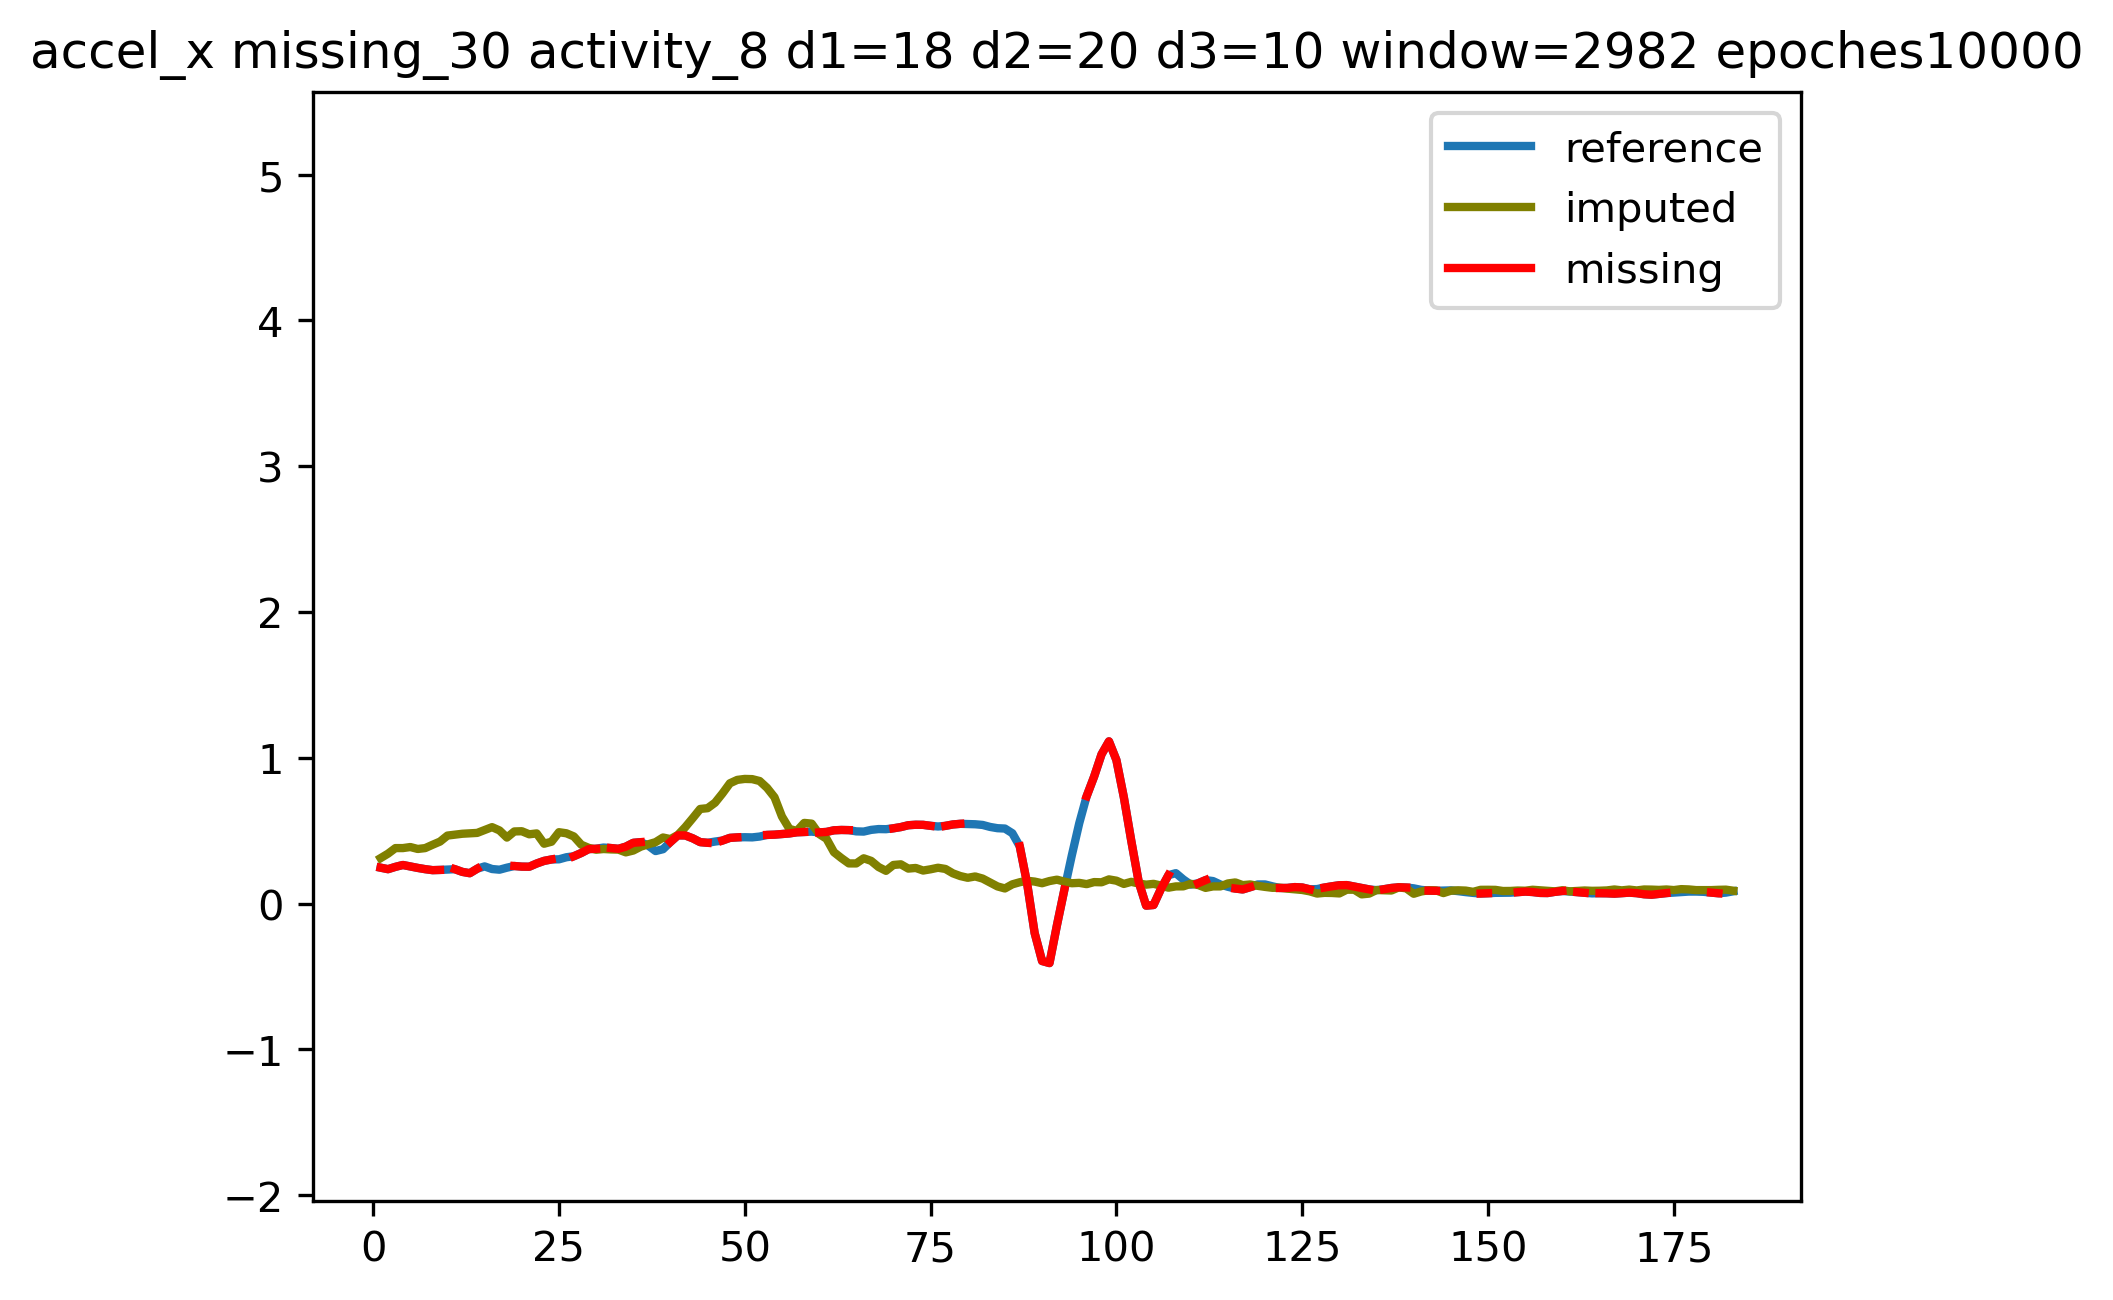 accel_x missing_30 activity_8 d1=18 d2=20 d3=10 window=2982 epoches10000
reference
imputed
missing
5
4
3
2
1
0
−1
−2
0 25 50 75 100 125 150 175